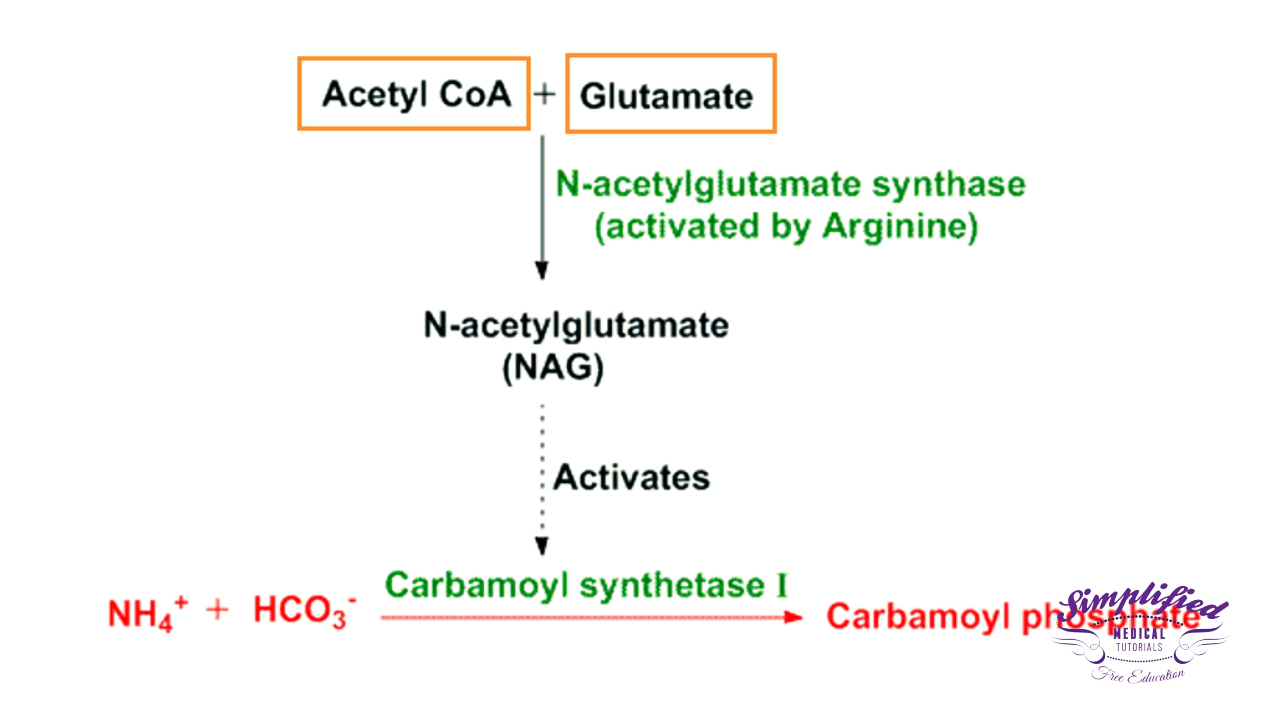 Acetyl CoA + Glutamate
N-acetylglutamate synthase
(activated by Arginine)
N-acetylglutamate
(NAG)
Activates
Carbamoyl synthetase I
NH₄⁺ + HCO₃⁻
Carbamoyl phosphate
Simplified
MEDICAL
TUTORIALS
Free Education